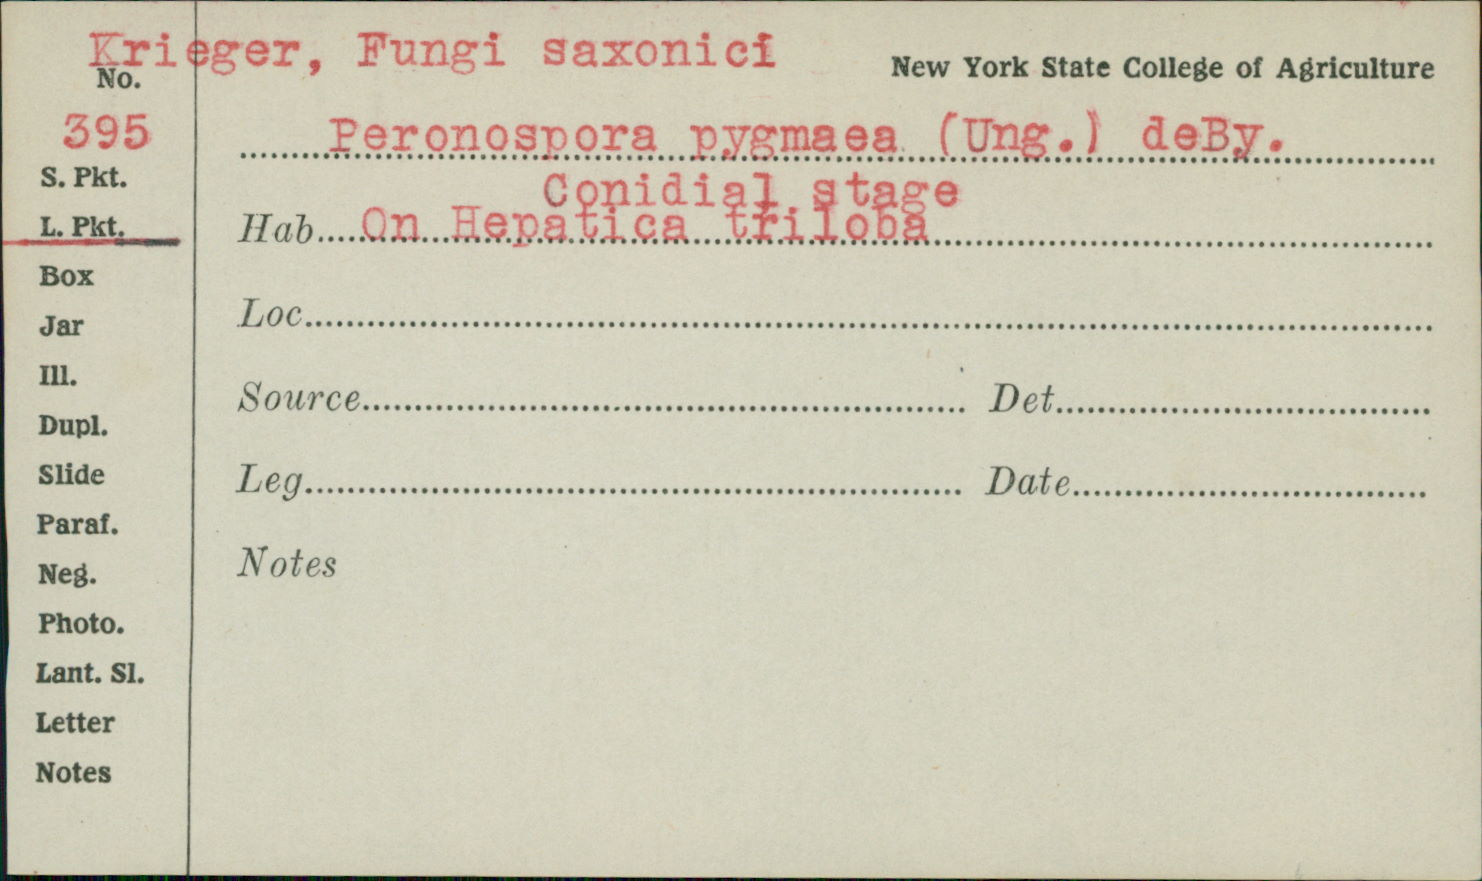 Krieger, Fungi saxonici
New York State College of Agriculture
No.
395
Peronospora pygmaea (Ung.) deBy.
Conidial stage
S. Pkt.
L. Pkt.
Hab. On Hepatica triloba
Box
Loc.
Jar
Ill.
Source Det.
Dupl.
Slide
Leg. Date
Paraf.
Neg.
Notes
Photo.
Lant. Sl.
Letter
Notes